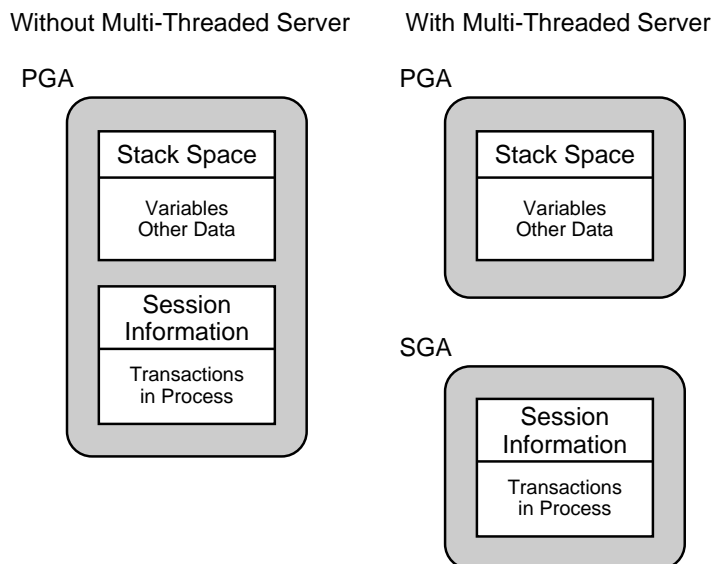 Without Multi-Threaded Server
PGA
Stack Space
Variables
Other Data
Session
Information
Transactions
in Process
With Multi-Threaded Server
PGA
Stack Space
Variables
Other Data
SGA
Session
Information
Transactions
in Process